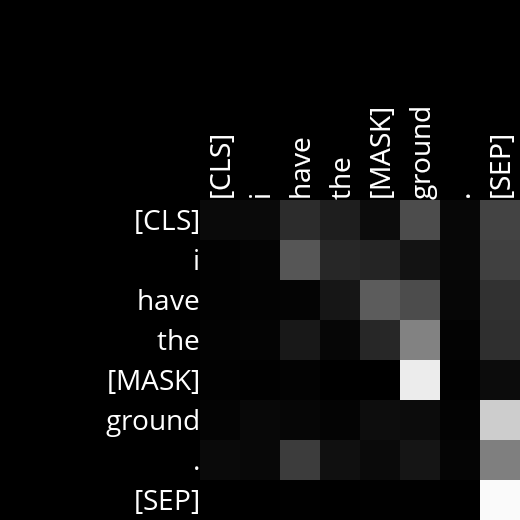 [CLS] i have the [MASK] ground . [SEP]
[CLS]
i
have
the
[MASK]
ground
.
[SEP]